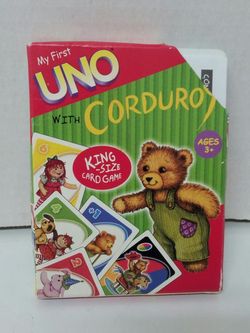 My First
UNO
WITH CORDUROY
AGES
3+
KING
-SIZE
CARD GAME